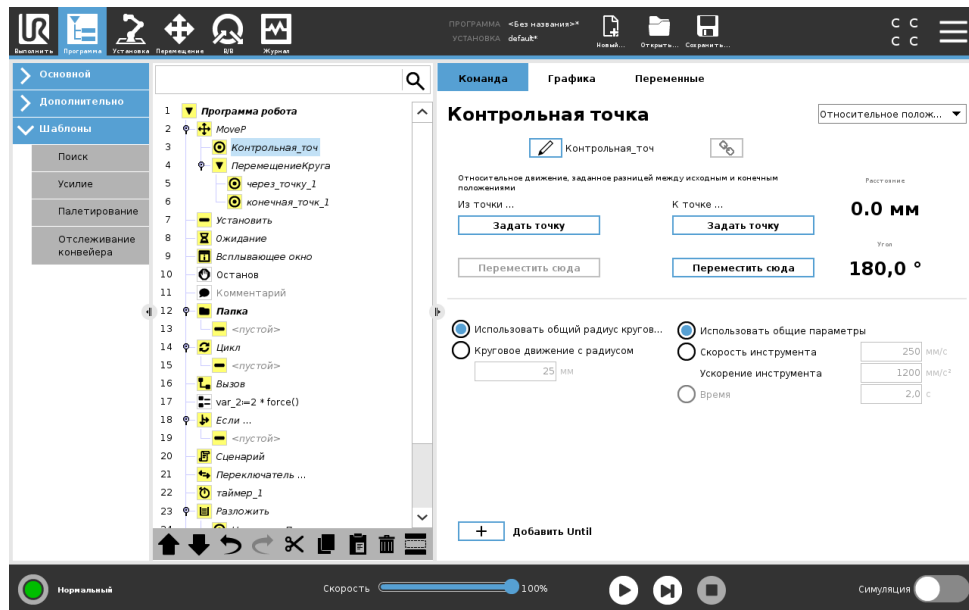 ПРОГРАММА <Без названия>*
УСТАНОВКА default*
Выполнить Программа Установка Перемещение В/В Журнал
Новый... Открыть... Сохранить...
C C
C C
Основной
Дополнительно
Шаблоны
Поиск
Усилие
Палетирование
Отслеживание
конвейера
1 Программа робота
2 MoveP
3 Контрольная_точ
4 ПеремещениеКруга
5 через_точку_1
6 конечная_точк_1
7 Установить
8 Ожидание
9 Всплывающее окно
10 Останов
11 Комментарий
12 Папка
13 <пустой>
14 Цикл
15 <пустой>
16 Вызов
17 var_2≔2 * force()
18 Если ...
19 <пустой>
20 Сценарий
21 Переключатель ...
22 таймер_1
23 Разложить
Команда Графика Переменные
Контрольная точка
Относительное полож...
Контрольная_точ
Относительное движение, заданное разницей между исходным и конечным
положениями
Из точки ... К точке ...
Задать точку Задать точку
Переместить сюда Переместить сюда
Расстояние
0.0 мм
Угол
180,0 °
Использовать общий радиус кругов...
Круговое движение с радиусом
25 мм
Использовать общие параметры
Скорость инструмента 250 мм/с
Ускорение инструмента 1200 мм/с²
Время 2,0 с
Добавить Until
Нормальный
Скорость 100%
Симуляция